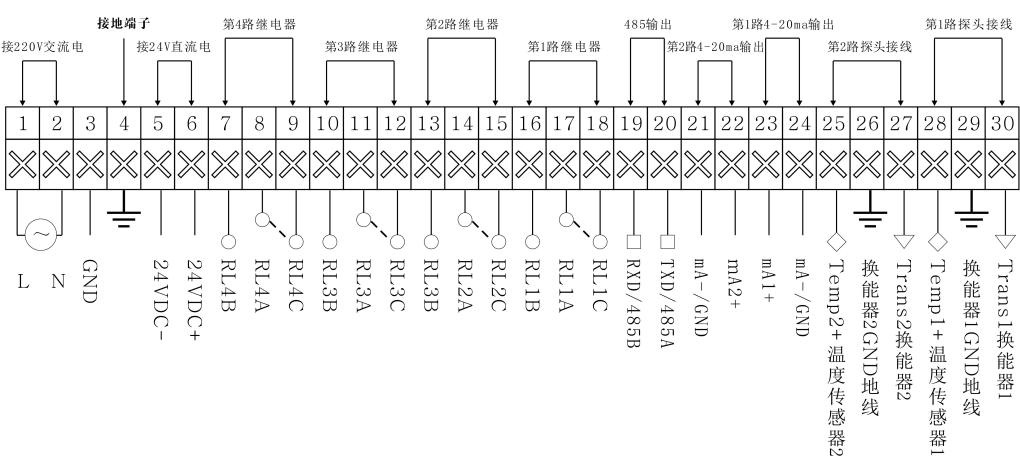 接地端子
第4路继电器
第2路继电器
485输出
第1路4-20ma输出
第1路探头接线
接220V交流电
接24V直流电
第3路继电器
第1路继电器
第2路4-20ma输出
第2路探头接线
1 2 3 4 5 6 7 8 9 10 11 12 13 14 15 16 17 18 19 20 21 22 23 24 25 26 27 28 29 30
~
L
N
GND
24VDC-
24VDC+
RL4B
RL4A
RL4C
RL3B
RL3A
RL3C
RL3B
RL2A
RL2C
RL1B
RL1A
RL1C
RXD/485B
TXD/485A
mA-/GND
mA2+
mA1+
mA-/GND
Temp2+温度传感器2
换能器2GND地线
Trans2换能器2
Temp1+温度传感器1
换能器1GND地线
Trans1换能器1